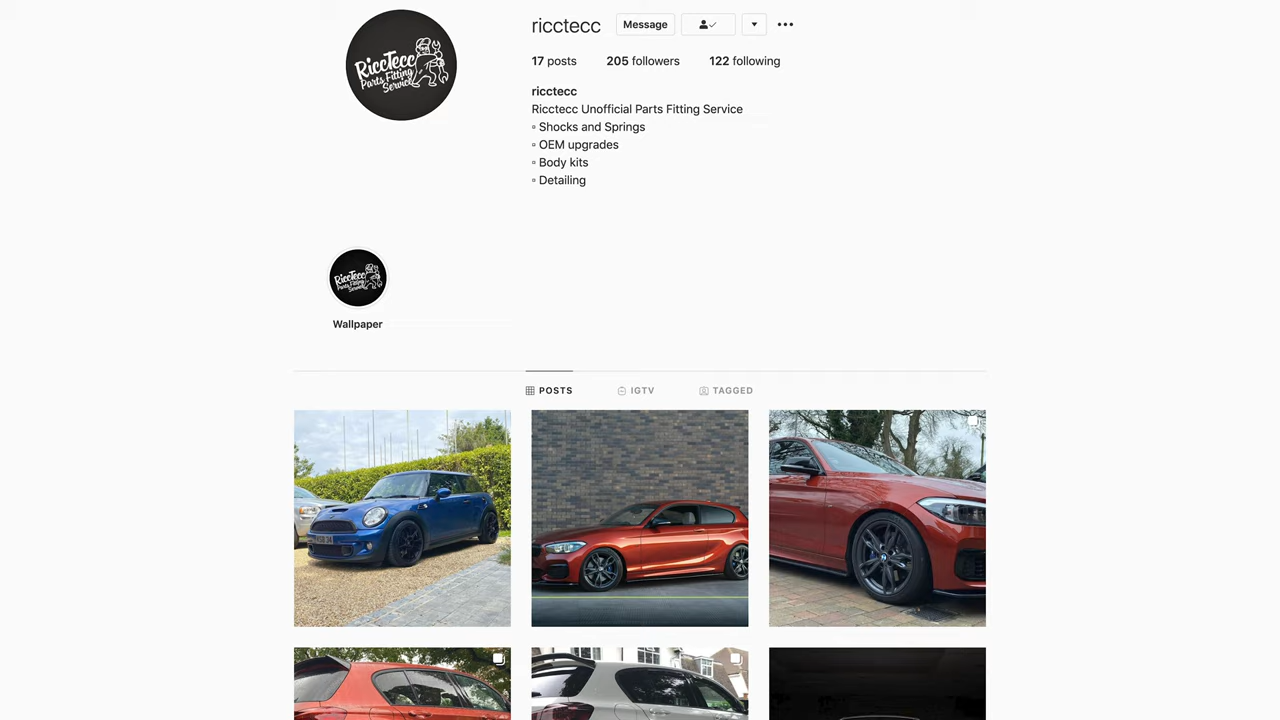 RiccTecc
Parts Fitting
Service
ricctecc
Message
17 posts
205 followers
122 following
ricctecc
Ricctecc Unofficial Parts Fitting Service
▫ Shocks and Springs
▫ OEM upgrades
▫ Body kits
▫ Detailing
RiccTecc
Parts Fitting
Service
Wallpaper
POSTS
IGTV
TAGGED